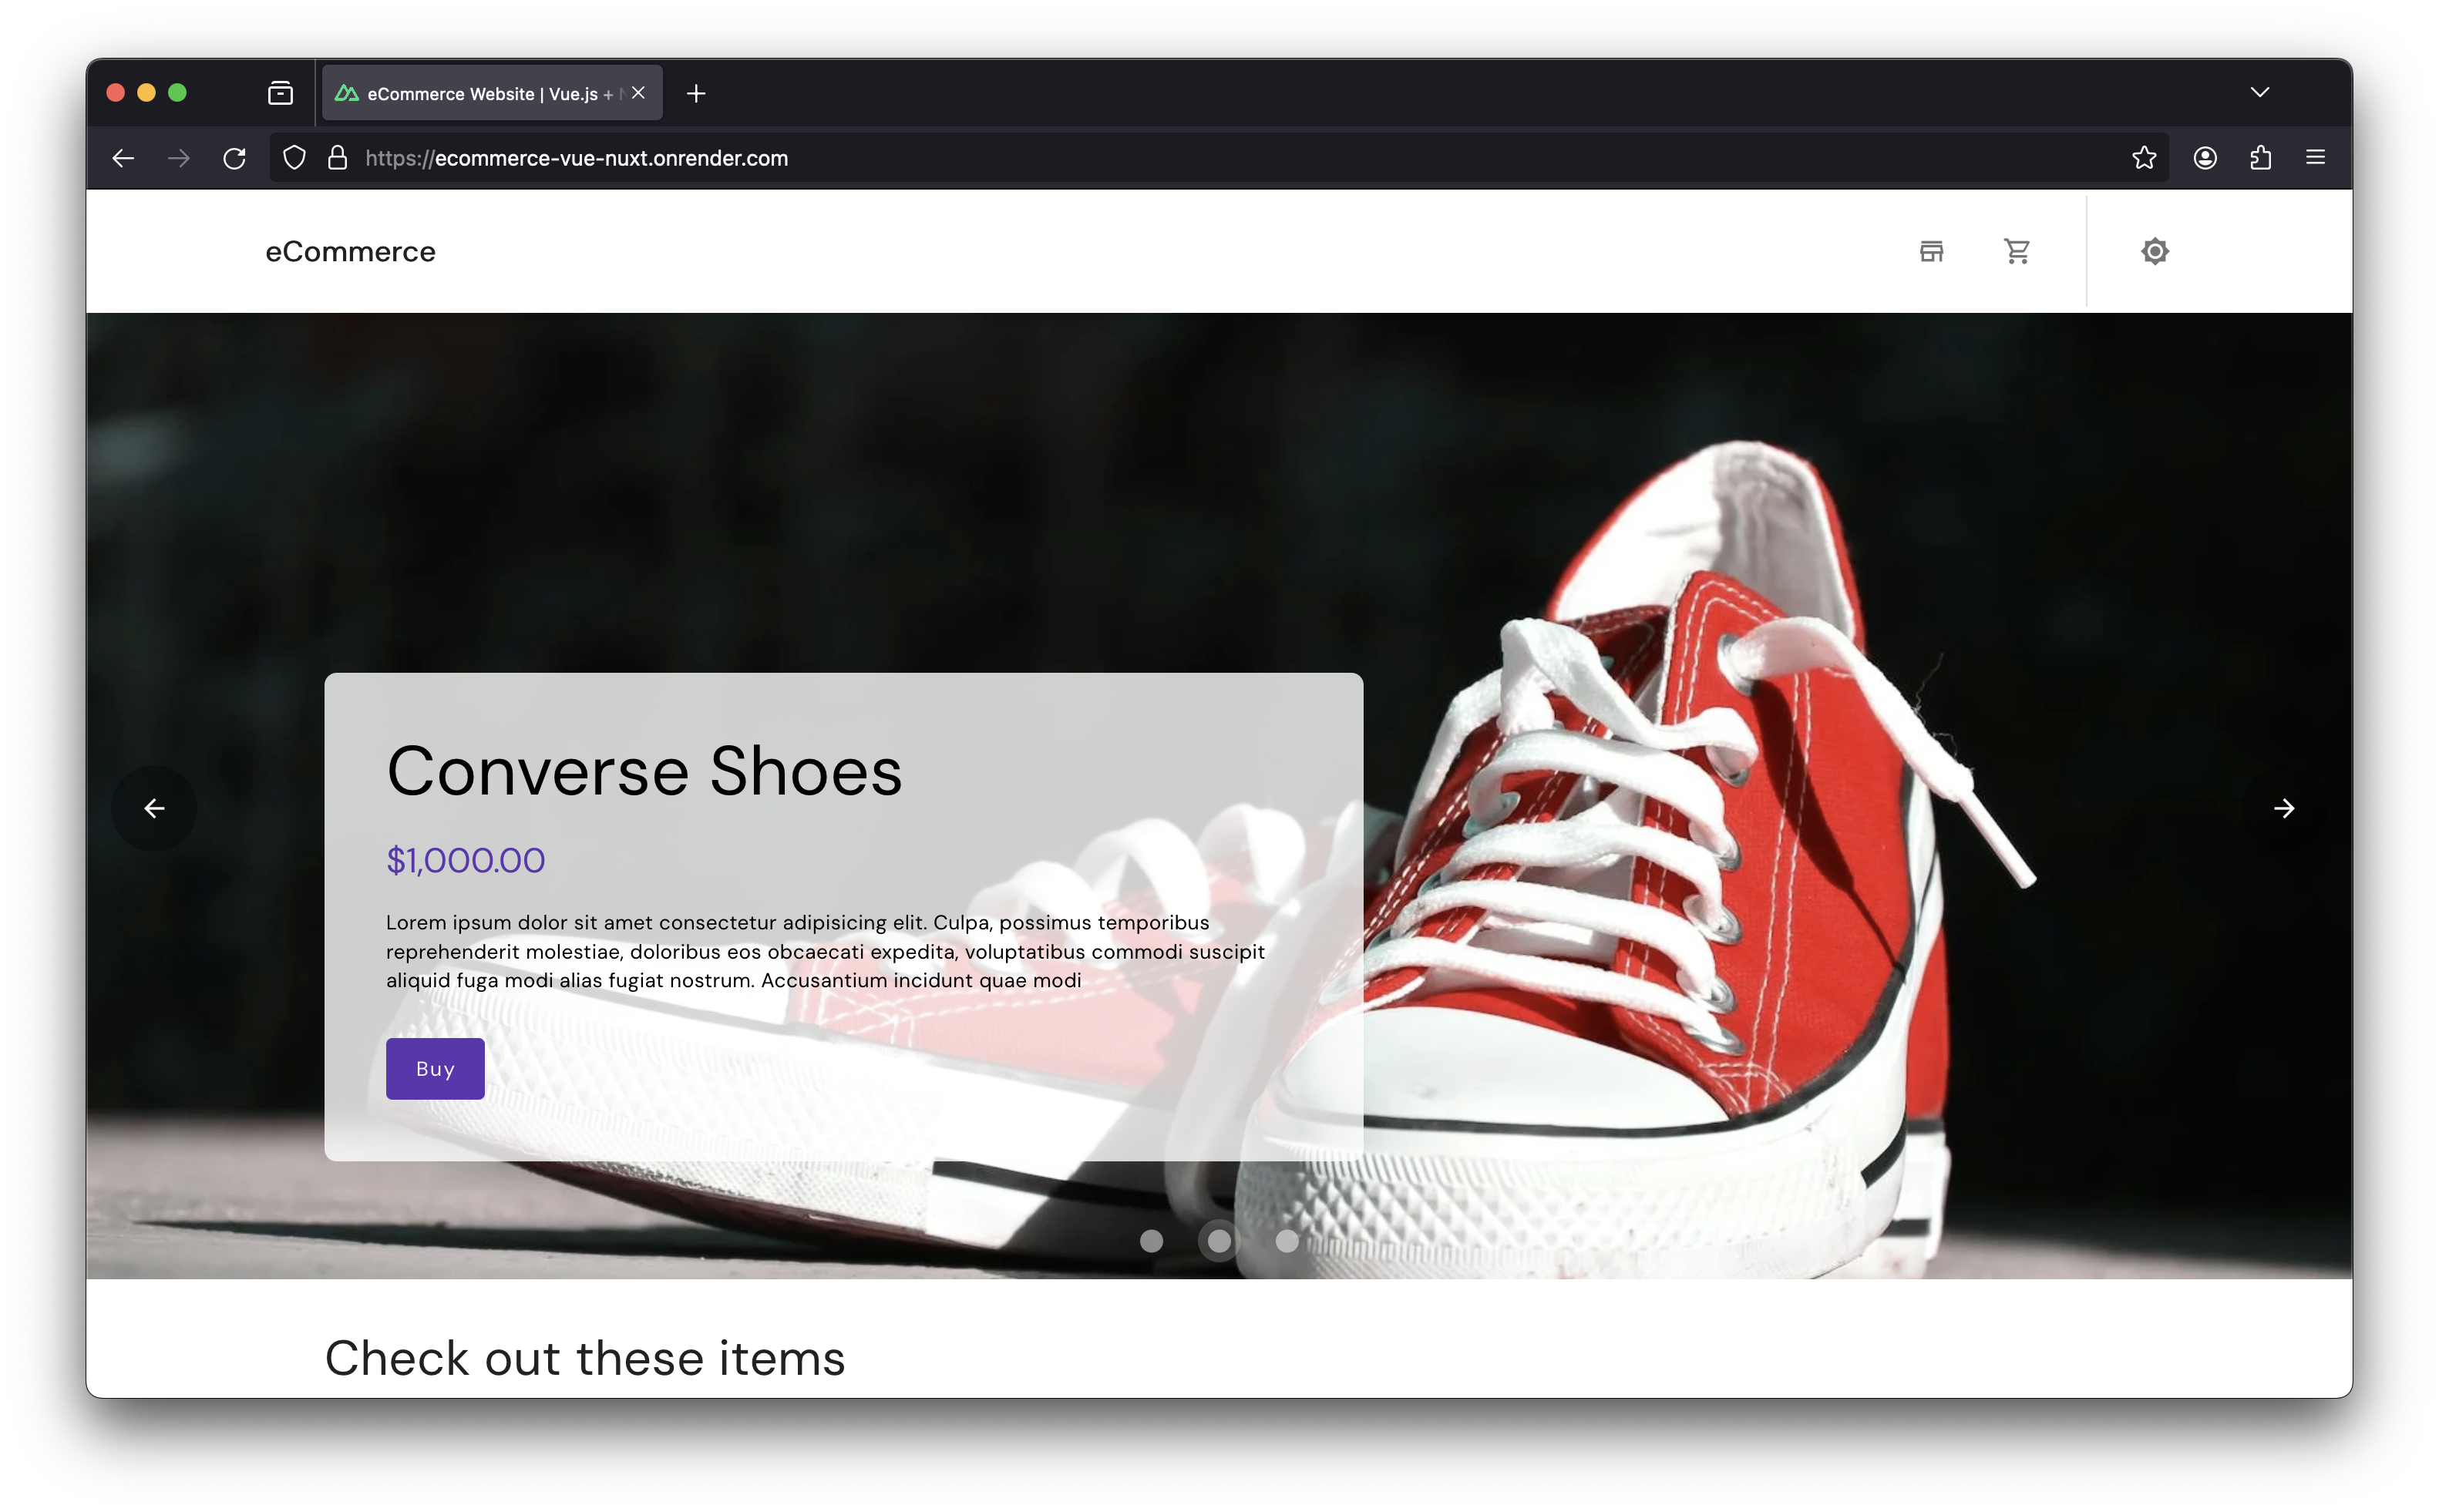 eCommerce Website | Vue.js +
https://ecommerce-vue-nuxt.onrender.com
eCommerce
Converse Shoes
$1,000.00
Lorem ipsum dolor sit amet consectetur adipisicing elit. Culpa, possimus temporibus
reprehenderit molestiae, doloribus eos obcaecati expedita, voluptatibus commodi suscipit
aliquid fuga modi alias fugiat nostrum. Accusantium incidunt quae modi
Buy
Check out these items